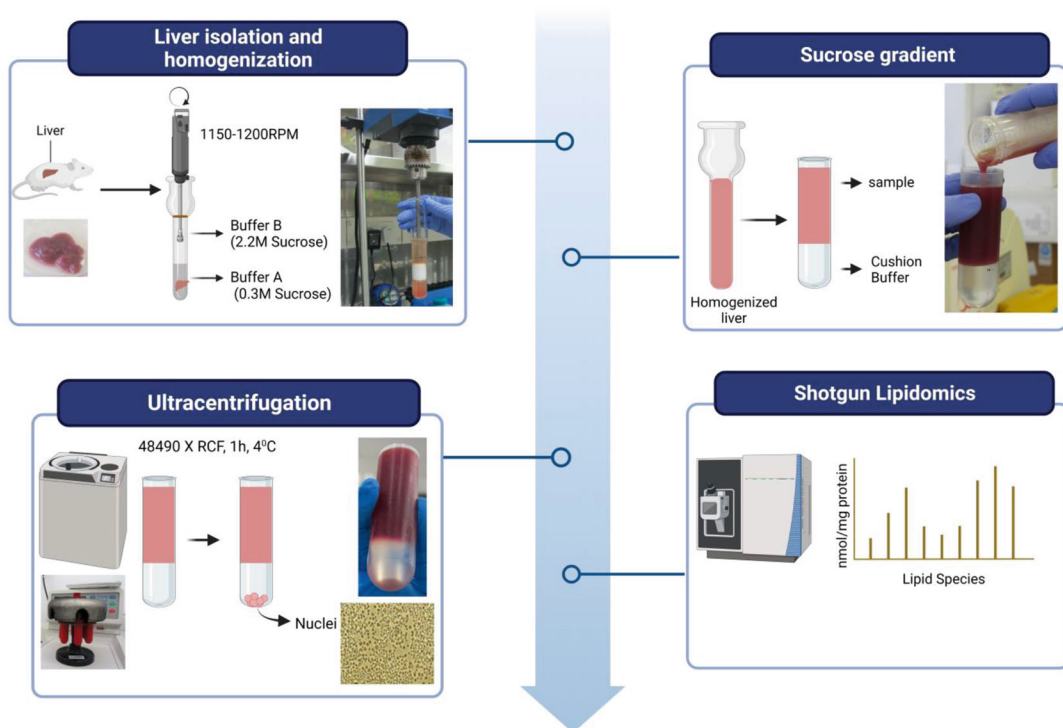 Liver isolation and
homogenization
Liver
1150-1200RPM
Buffer B
(2.2M Sucrose)
Buffer A
(0.3M Sucrose)
Sucrose gradient
sample
Cushion
Buffer
Homogenized
liver
Ultracentrifugation
48490 X RCF, 1h, 4⁰C
Nuclei
Shotgun Lipidomics
nmol/mg protein
Lipid Species